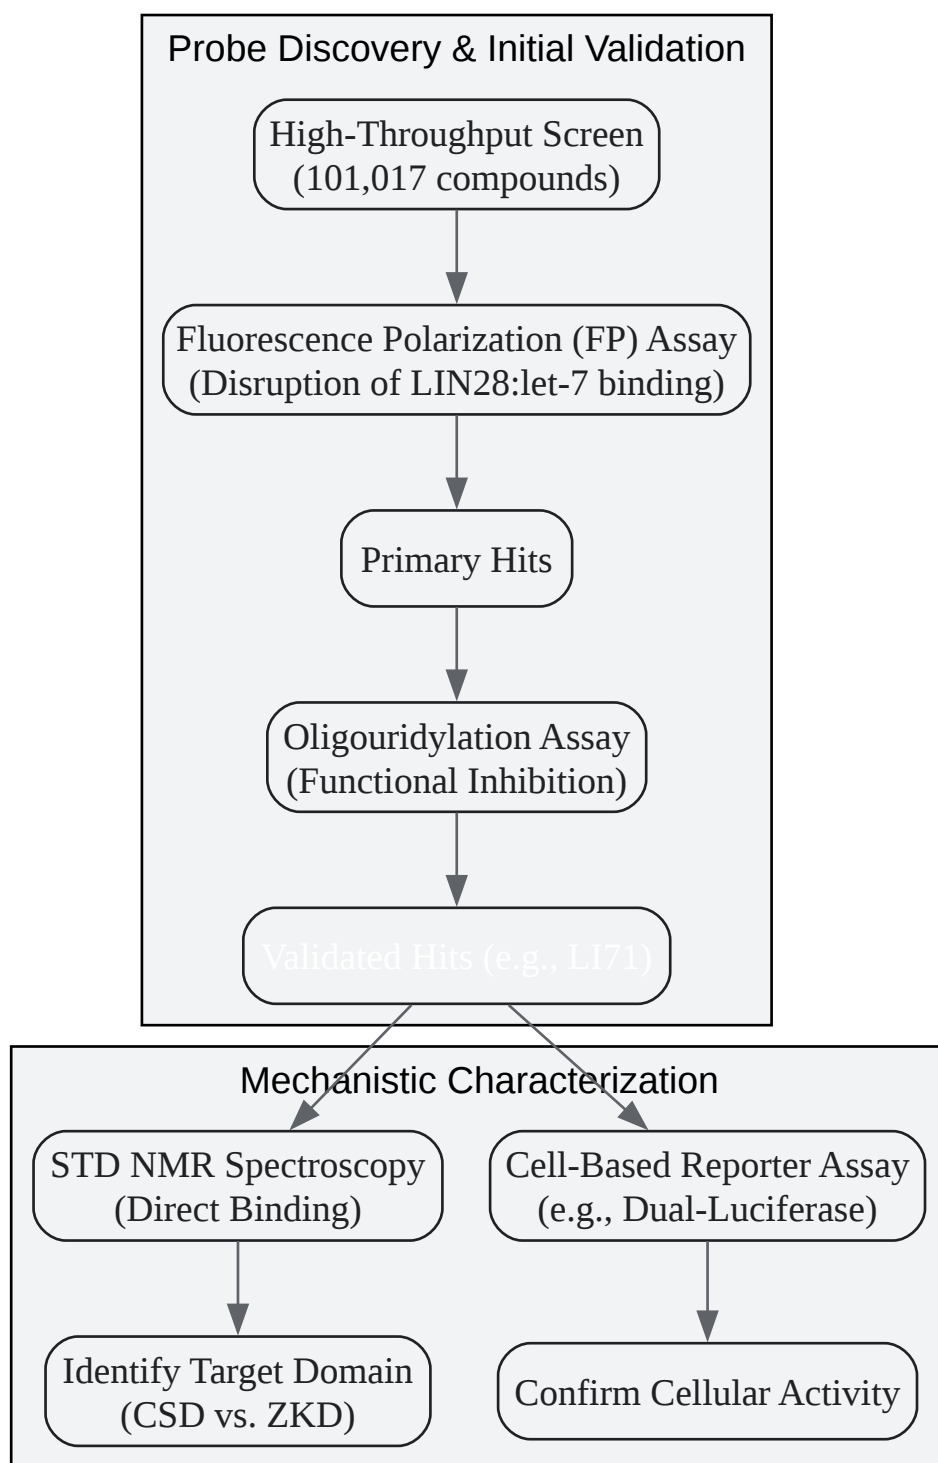 Probe Discovery & Initial Validation
High-Throughput Screen
(101,017 compounds)
Fluorescence Polarization (FP) Assay
(Disruption of LIN28:let-7 binding)
Primary Hits
Oligouridylation Assay
(Functional Inhibition)
Validated Hits (e.g., LI71)
Mechanistic Characterization
STD NMR Spectroscopy
(Direct Binding)
Cell-Based Reporter Assay
(e.g., Dual-Luciferase)
Identify Target Domain
(CSD vs. ZKD)
Confirm Cellular Activity